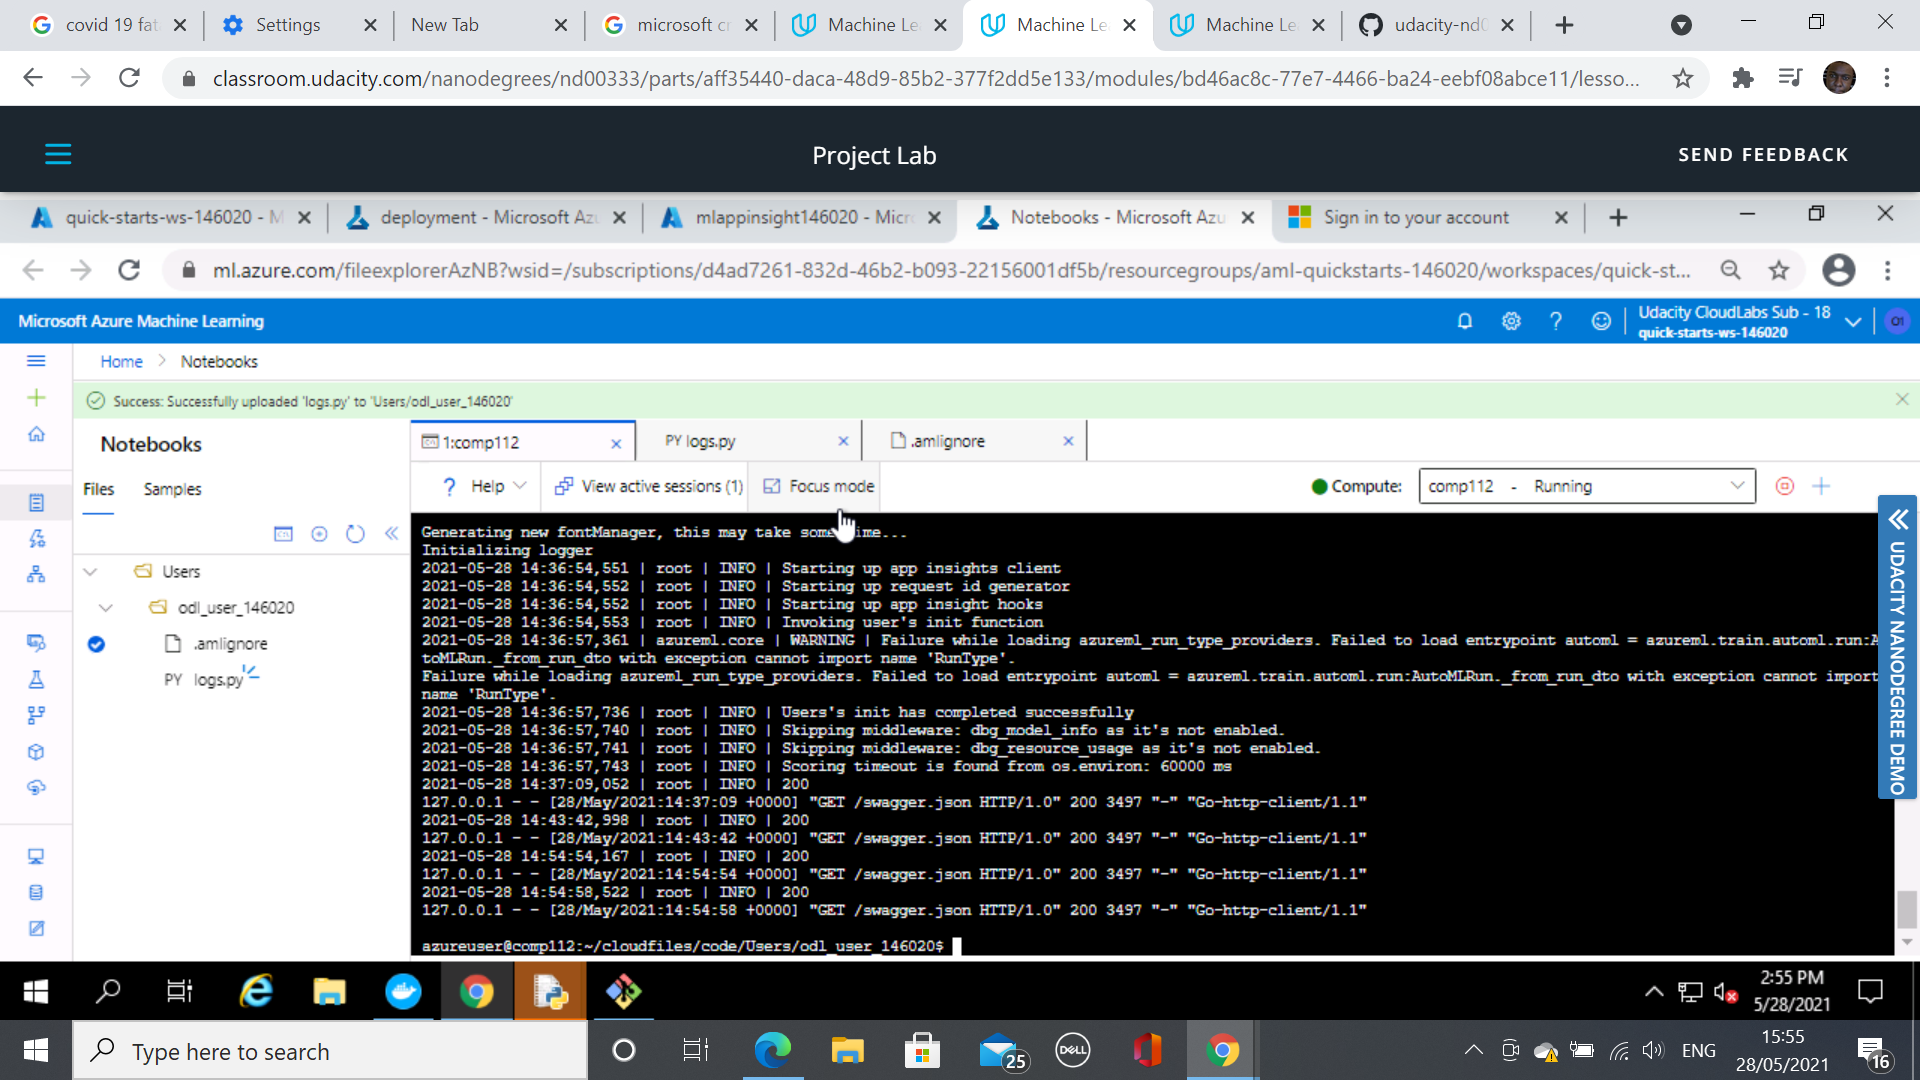 covid 19 fat
Settings
New Tab
microsoft cr
Machine Le
Machine Le
Machine Le
udacity-nd0
classroom.udacity.com/nanodegrees/nd00333/parts/aff35440-daca-48d9-85b2-377f2dd5e133/modules/bd46ac8c-77e7-4466-ba24-eebf08abce11/lesso...
Project Lab
SEND FEEDBACK
quick-starts-ws-146020 - M
deployment - Microsoft Azu
mlappinsight146020 - Micro
Notebooks - Microsoft Azu
Sign in to your account
ml.azure.com/fileexplorerAzNB?wsid=/subscriptions/d4ad7261-832d-46b2-b093-22156001df5b/resourcegroups/aml-quickstarts-146020/workspaces/quick-st...
Microsoft Azure Machine Learning
Udacity CloudLabs Sub - 18
quick-starts-ws-146020
O1
Home > Notebooks
Success: Successfully uploaded 'logs.py' to 'Users/odl_user_146020'
Notebooks
1:comp112
PY logs.py
.amlignore
Files
Samples
? Help
View active sessions (1)
Focus mode
Compute:
comp112 - Running
Users
odl_user_146020
.amlignore
PY logs.py
Generating new fontManager, this may take some time...
Initializing logger
2021-05-28 14:36:54,551 | root | INFO | Starting up app insights client
2021-05-28 14:36:54,552 | root | INFO | Starting up request id generator
2021-05-28 14:36:54,552 | root | INFO | Starting up app insight hooks
2021-05-28 14:36:54,553 | root | INFO | Invoking user's init function
2021-05-28 14:36:57,361 | azureml.core | WARNING | Failure while loading azureml_run_type_providers. Failed to load entrypoint automl = azureml.train.automl.run:A
toMLRun._from_run_dto with exception cannot import name 'RunType'.
Failure while loading azureml_run_type_providers. Failed to load entrypoint automl = azureml.train.automl.run:AutoMLRun._from_run_dto with exception cannot import
name 'RunType'.
2021-05-28 14:36:57,736 | root | INFO | Users's init has completed successfully
2021-05-28 14:36:57,740 | root | INFO | Skipping middleware: dbg_model_info as it's not enabled.
2021-05-28 14:36:57,741 | root | INFO | Skipping middleware: dbg_resource_usage as it's not enabled.
2021-05-28 14:36:57,743 | root | INFO | Scoring timeout is found from os.environ: 60000 ms
2021-05-28 14:37:09,052 | root | INFO | 200
127.0.0.1 - - [28/May/2021:14:37:09 +0000] "GET /swagger.json HTTP/1.0" 200 3497 "-" "Go-http-client/1.1"
2021-05-28 14:43:42,998 | root | INFO | 200
127.0.0.1 - - [28/May/2021:14:43:42 +0000] "GET /swagger.json HTTP/1.0" 200 3497 "-" "Go-http-client/1.1"
2021-05-28 14:54:54,167 | root | INFO | 200
127.0.0.1 - - [28/May/2021:14:54:54 +0000] "GET /swagger.json HTTP/1.0" 200 3497 "-" "Go-http-client/1.1"
2021-05-28 14:54:58,522 | root | INFO | 200
127.0.0.1 - - [28/May/2021:14:54:58 +0000] "GET /swagger.json HTTP/1.0" 200 3497 "-" "Go-http-client/1.1"
azureuser@comp112:~/cloudfiles/code/Users/odl_user_146020$
UDACITY NANODEGREE DEMO
2:55 PM
5/28/2021
Type here to search
25
DELL
ENG
15:55
28/05/2021
16